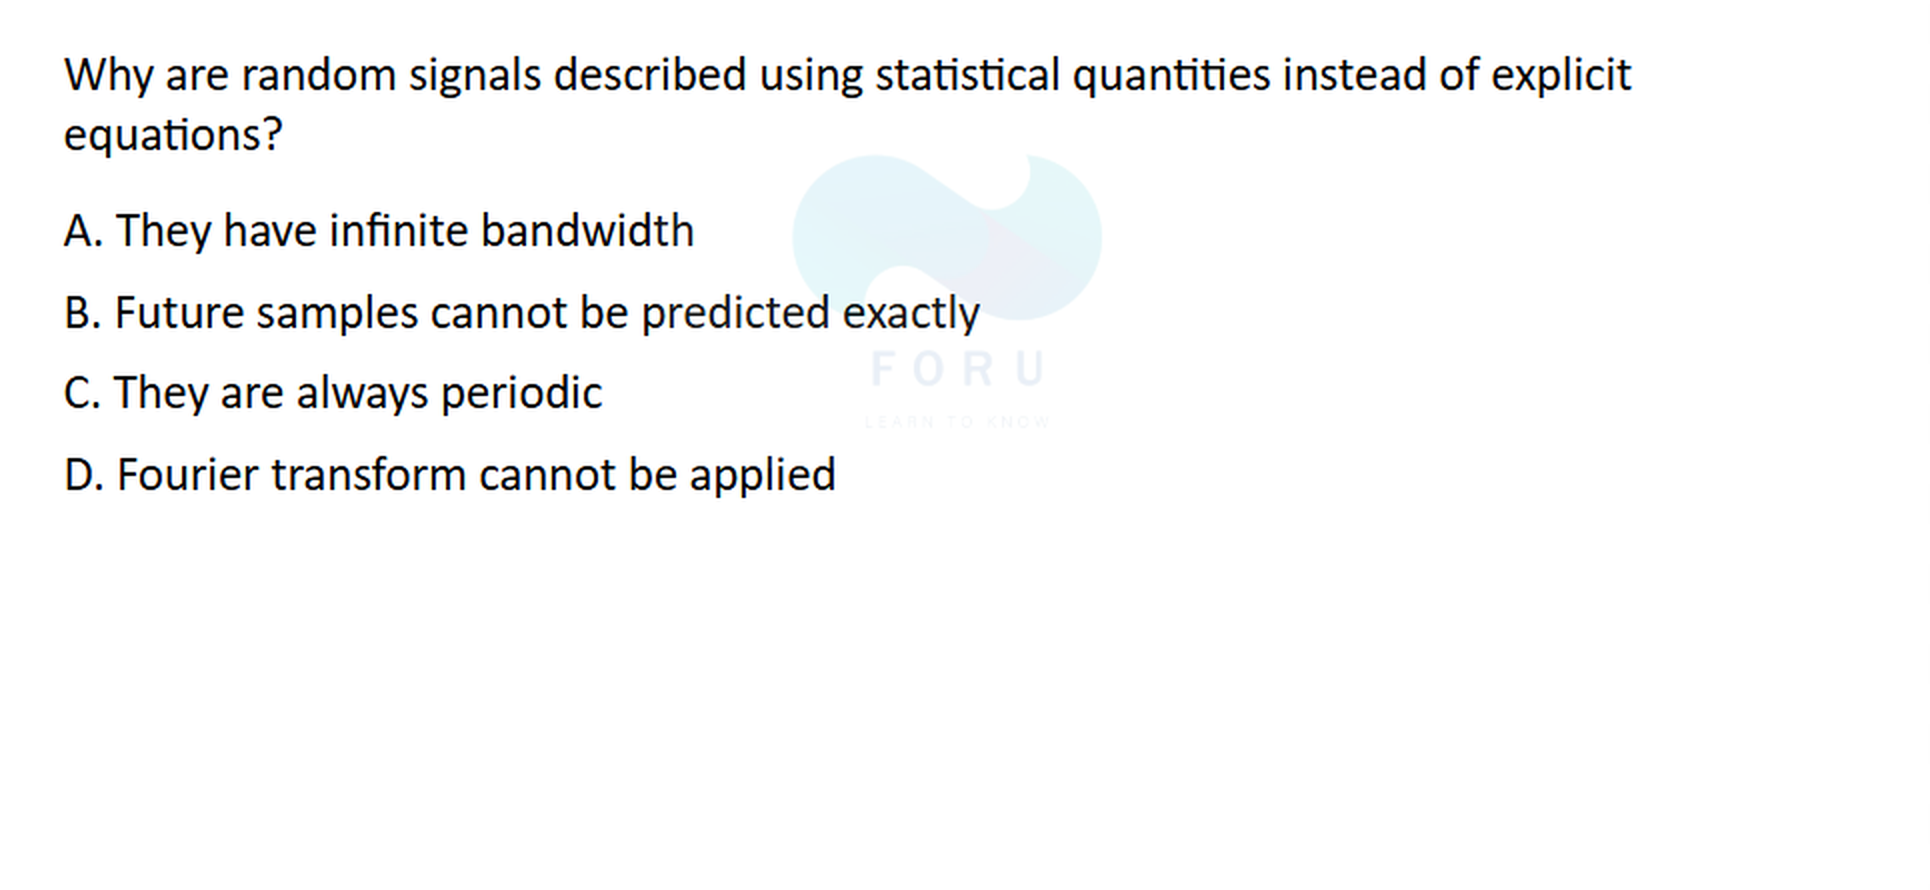 Why are random signals described using statistical quantities instead of explicit
equations?
A. They have infinite bandwidth
B. Future samples cannot be predicted exactly
FORU
C. They are always periodic
LEARN TO KNOW
D. Fourier transform cannot be applied